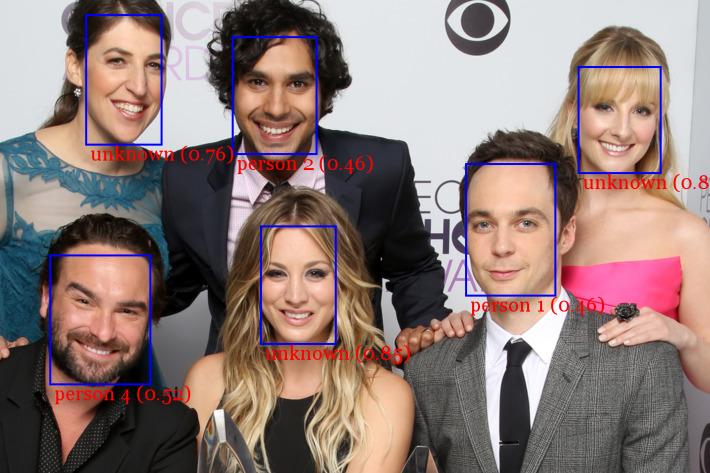 unknown (0.76)
person 2 (0.46)
unknown (0.8
person 1 (0.46)
unknown (0.85)
person 4 (0.52)